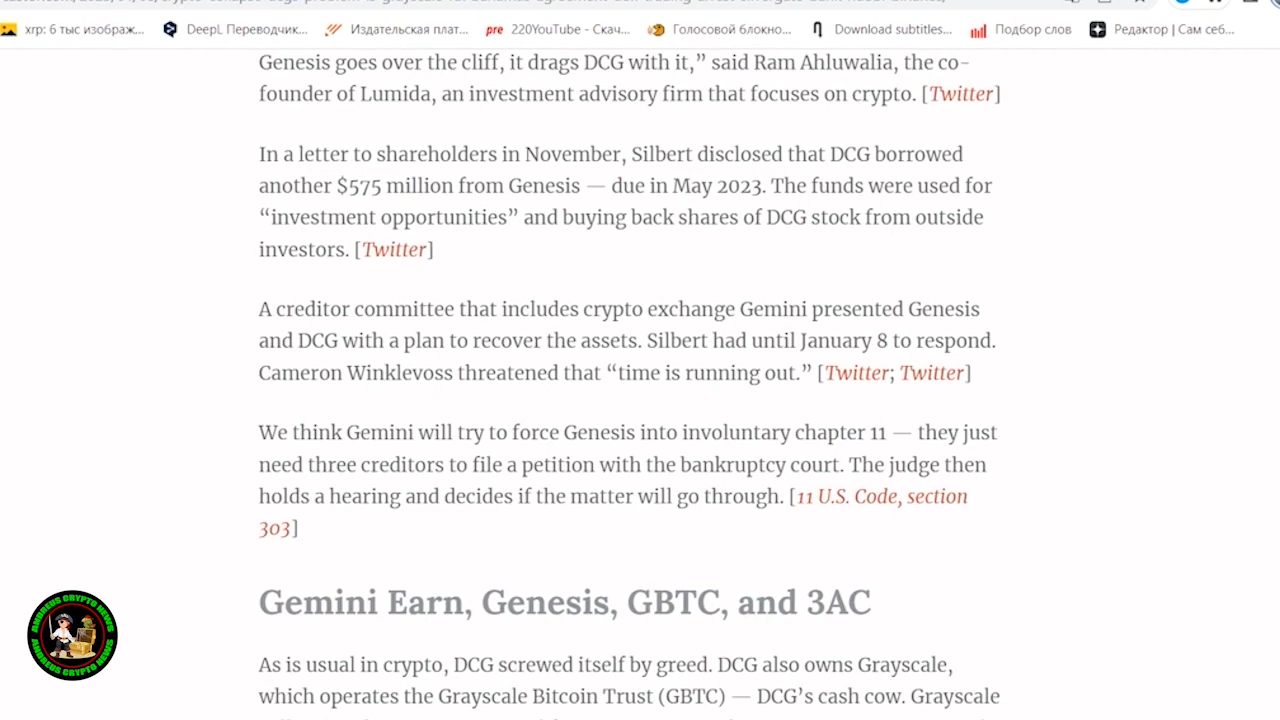 xrp: 6 тыс изображ...
DeepL Переводчик...
Издательская плат...
pre 220YouTube - Скач...
Голосовой блокно...
Download subtitles...
Подбор слов
Редактор | Сам себ...
Genesis goes over the cliff, it drags DCG with it,” said Ram Ahluwalia, the co-
founder of Lumida, an investment advisory firm that focuses on crypto. [Twitter]
In a letter to shareholders in November, Silbert disclosed that DCG borrowed
another $575 million from Genesis — due in May 2023. The funds were used for
“investment opportunities” and buying back shares of DCG stock from outside
investors. [Twitter]
A creditor committee that includes crypto exchange Gemini presented Genesis
and DCG with a plan to recover the assets. Silbert had until January 8 to respond.
Cameron Winklevoss threatened that “time is running out.” [Twitter; Twitter]
We think Gemini will try to force Genesis into involuntary chapter 11 — they just
need three creditors to file a petition with the bankruptcy court. The judge then
holds a hearing and decides if the matter will go through. [11 U.S. Code, section
303]
Gemini Earn, Genesis, GBTC, and 3AC
ANDREUS CRYPTO NEWS
ANDREUS CRYPTO NEWS
As is usual in crypto, DCG screwed itself by greed. DCG also owns Grayscale,
which operates the Grayscale Bitcoin Trust (GBTC) — DCG’s cash cow. Grayscale